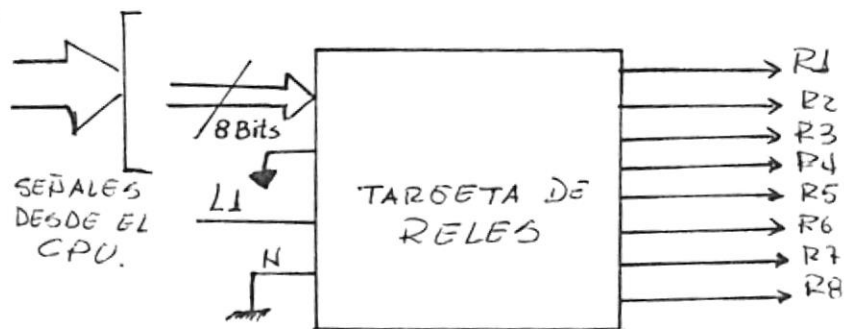 SEÑALES
DESDE EL
CPU.
8 Bits
L1
N
TARGETA DE
RELES
R1
R2
R3
R4
R5
R6
R7
R8